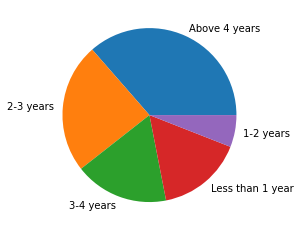 Above 4 years
2-3 years
1-2 years
Less than 1 year
3-4 years